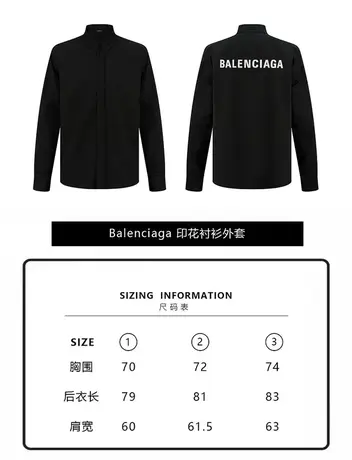 BALENCIAGA
Balenciaga 印花衬衫外套
SIZING INFORMATION
尺码表
SIZE 1 2 3
胸围 70 72 74
后衣长 79 81 83
肩宽 60 61.5 63